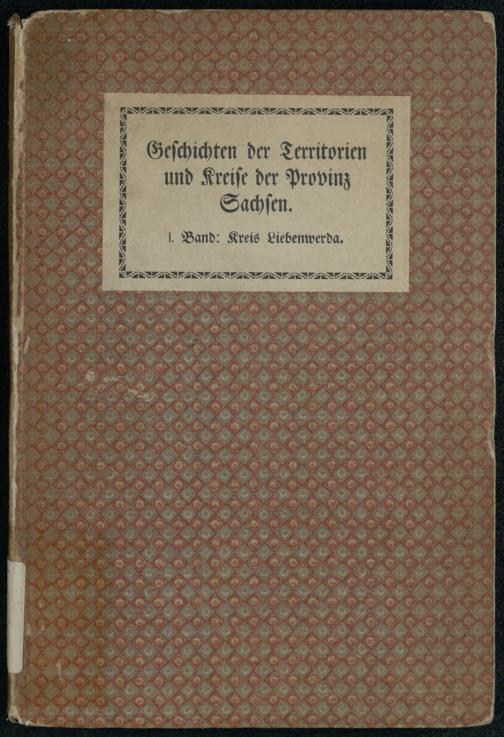 Geschichten der Territorien
und Kreise der Provinz
Sachsen.
1. Band: Kreis Liebenwerda.